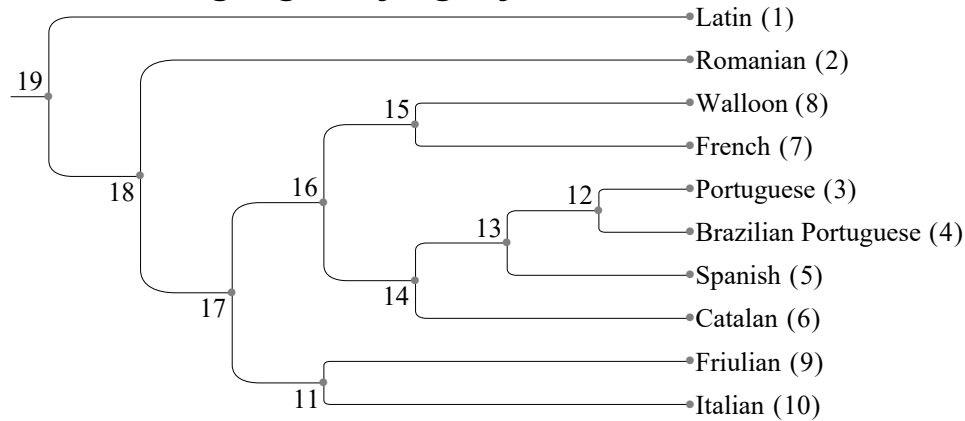 Latin (1)
19
Romanian (2)
15
Walloon (8)
French (7)
18
16
12
Portuguese (3)
13
Brazilian Portuguese (4)
Spanish (5)
17
14
Catalan (6)
Friulian (9)
11
Italian (10)